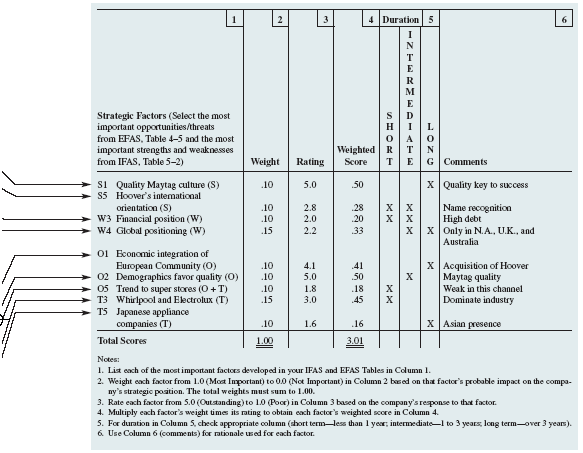 1 2 3 4 Duration 5 6
Strategic Factors (Select the most
important opportunities/threats
from EFAS, Table 4–5 and the most
important strengths and weaknesses
from IFAS, Table 5–2) Weight Rating Weighted Score SHORT INTERMEDIATE LONG Comments
S1 Quality Maytag culture (S) .10 5.0 .50 X Quality key to success
S5 Hoover's international
orientation (S) .10 2.8 .28 X X Name recognition
W3 Financial position (W) .10 2.0 .20 X X High debt
W4 Global positioning (W) .15 2.2 .33 X X Only in N.A., U.K., and
Australia
O1 Economic integration of
European Community (O) .10 4.1 .41 X Acquisition of Hoover
O2 Demographics favor quality (O) .10 5.0 .50 X Maytag quality
O5 Trend to super stores (O + T) .10 1.8 .18 X Weak in this channel
T3 Whirlpool and Electrolux (T) .15 3.0 .45 X Dominate industry
T5 Japanese appliance
companies (T) .10 1.6 .16 X Asian presence
Total Scores 1.00 3.01
Notes:
1. List each of the most important factors developed in your IFAS and EFAS Tables in Column 1.
2. Weight each factor from 1.0 (Most Important) to 0.0 (Not Important) in Column 2 based on that factor's probable impact on the compa-
ny's strategic position. The total weights must sum to 1.00.
3. Rate each factor from 5.0 (Outstanding) to 1.0 (Poor) in Column 3 based on the company's response to that factor.
4. Multiply each factor's weight times its rating to obtain each factor's weighted score in Column 4.
5. For duration in Column 5, check appropriate column (short term—less than 1 year; intermediate—1 to 3 years; long term—over 3 years).
6. Use Column 6 (comments) for rationale used for each factor.